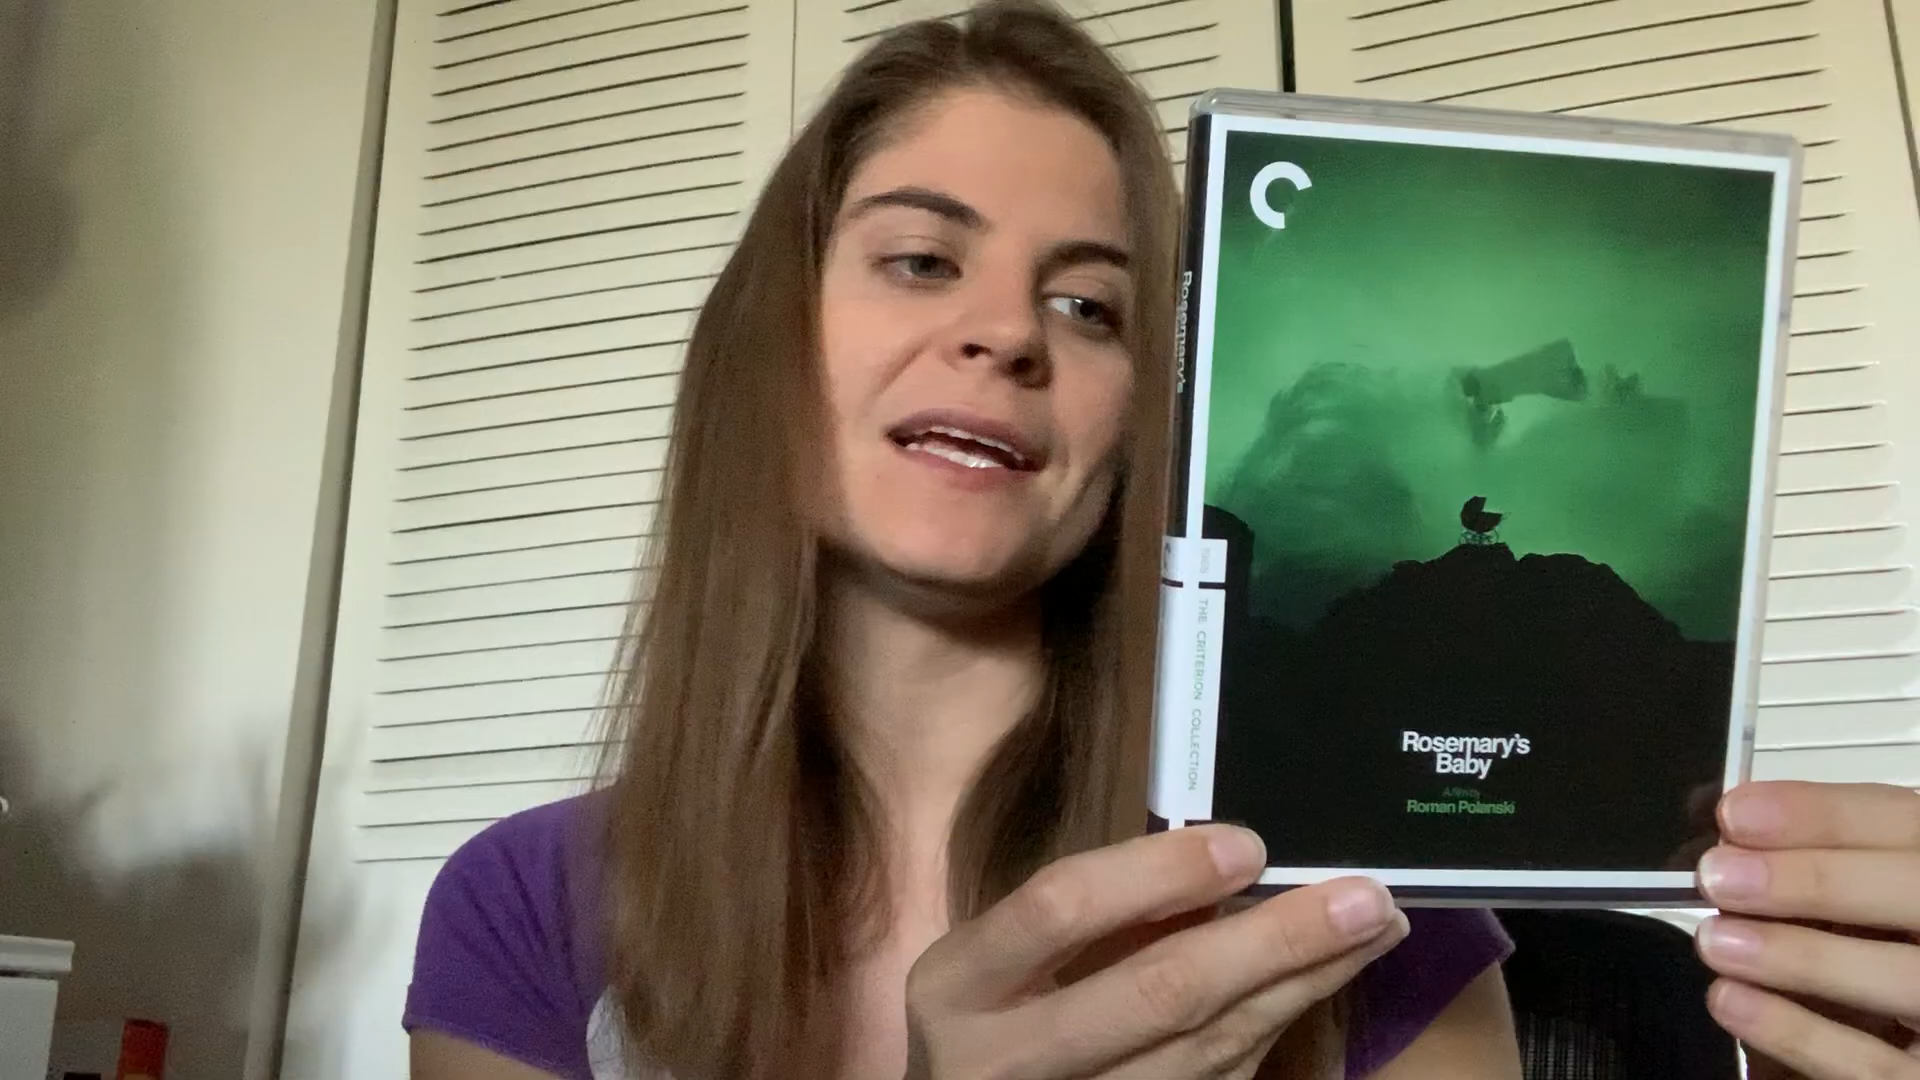 Rosemary's
THE CRITERION COLLECTION
Rosemary's
Baby
A film by
Roman Polanski